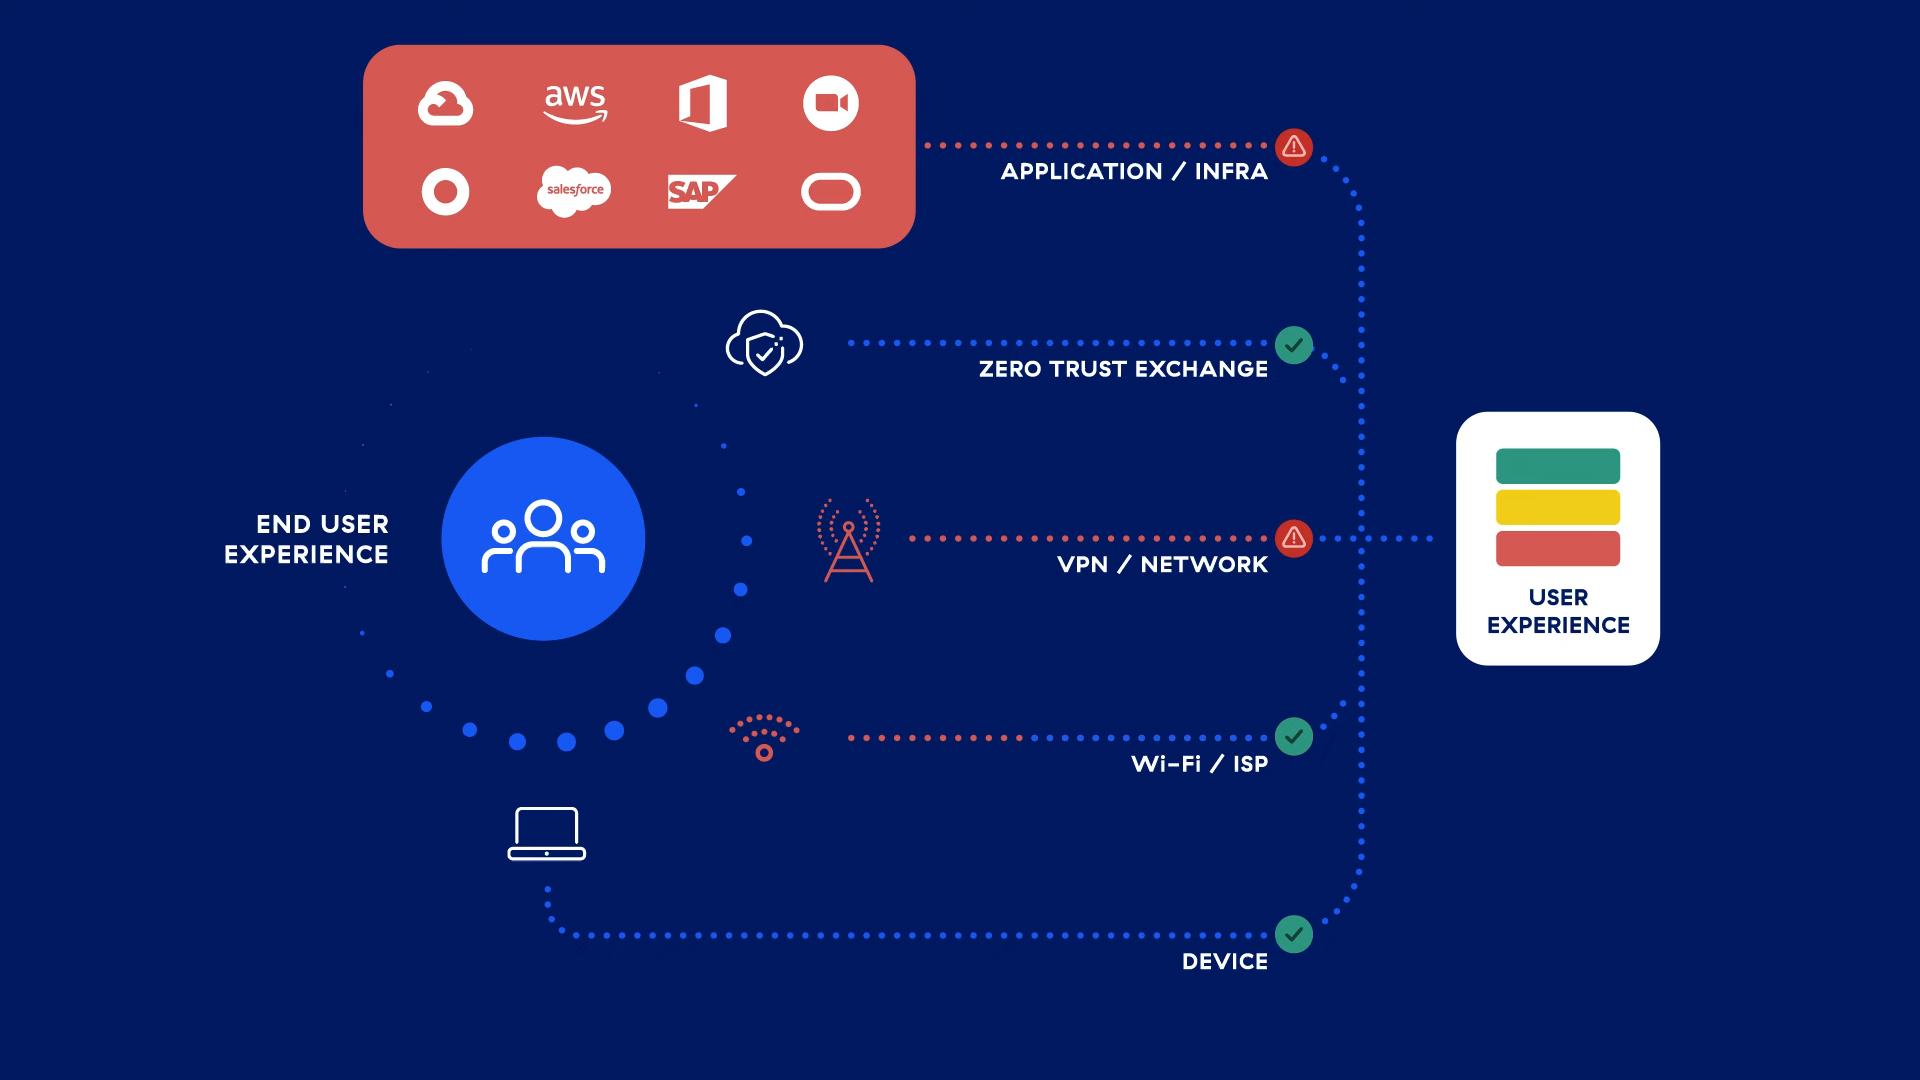 aws
salesforce
SAP
APPLICATION / INFRA
ZERO TRUST EXCHANGE
END USER
EXPERIENCE
VPN / NETWORK
USER
EXPERIENCE
Wi-Fi / ISP
DEVICE